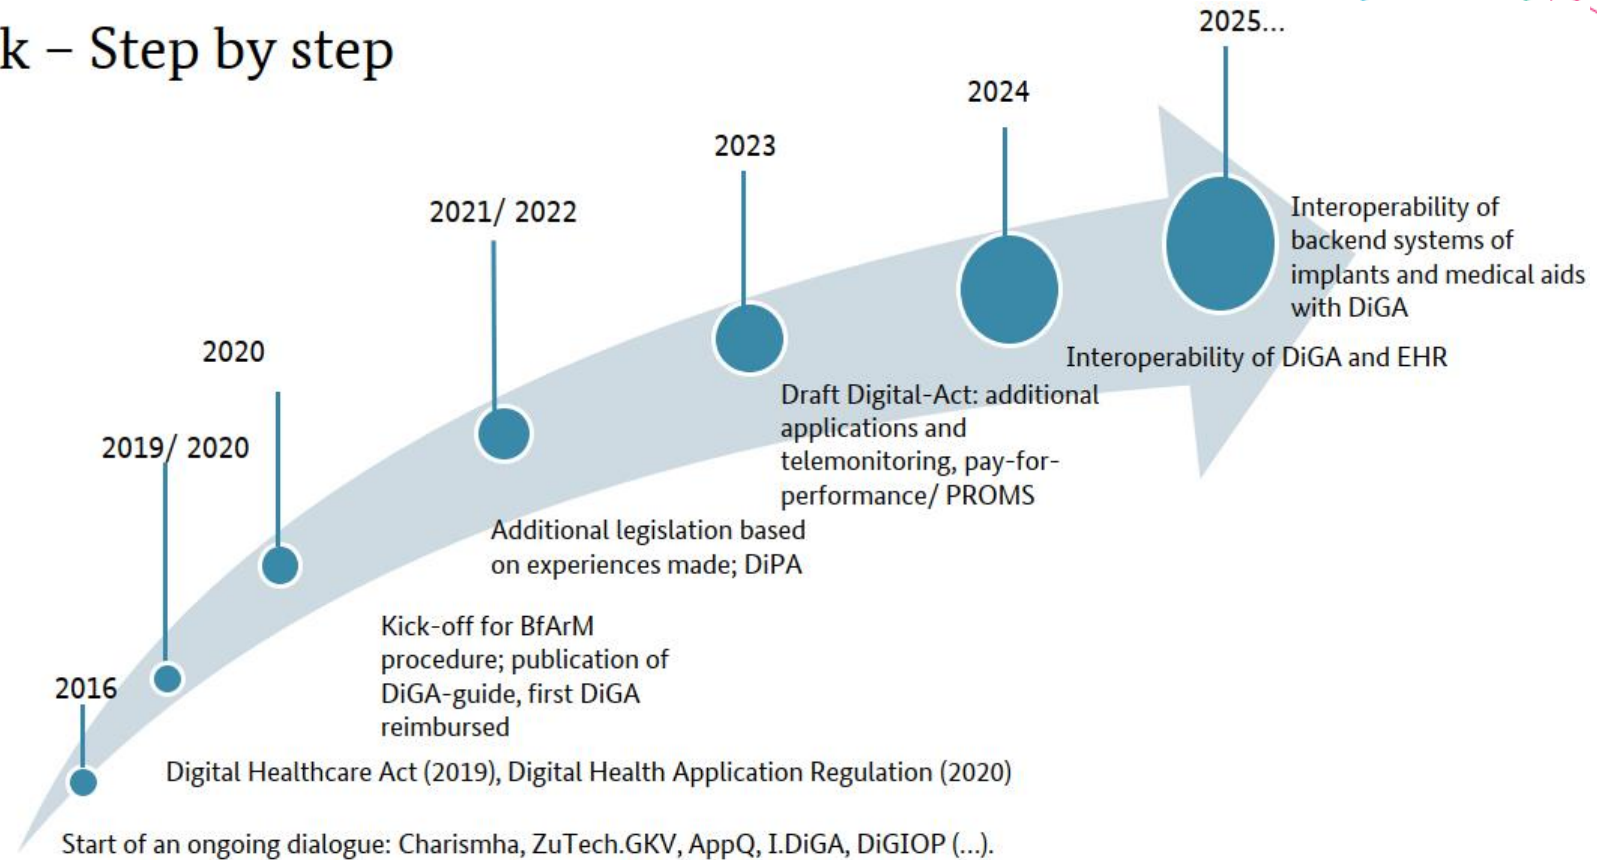 k – Step by step
2025...
2024
2023
2021/ 2022
2020
2019/ 2020
2016
Interoperability of
backend systems of
implants and medical aids
with DiGA
Interoperability of DiGA and EHR
Draft Digital-Act: additional
applications and
telemonitoring, pay-for-
performance/ PROMS
Additional legislation based
on experiences made; DiPA
Kick-off for BfArM
procedure; publication of
DiGA-guide, first DiGA
reimbursed
Digital Healthcare Act (2019), Digital Health Application Regulation (2020)
Start of an ongoing dialogue: Charismha, ZuTech.GKV, AppQ, I.DiGA, DiGIOP (...).